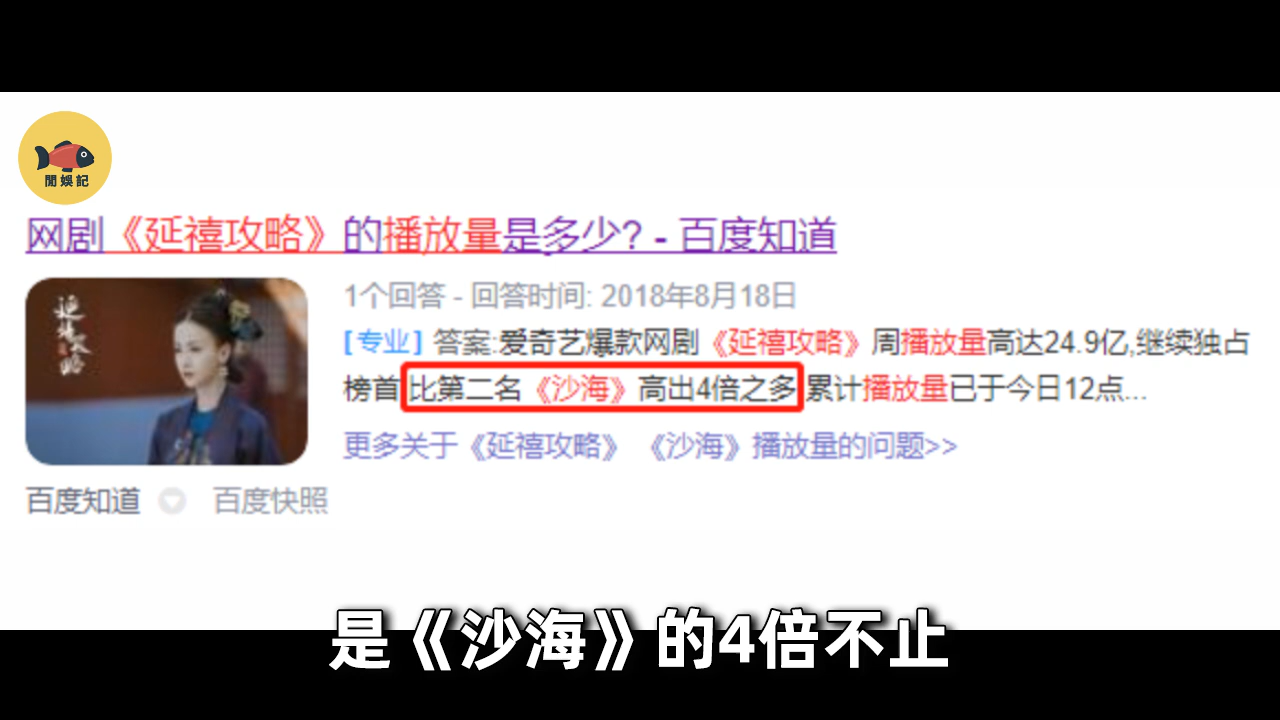 閒娛記
网剧《延禧攻略》的播放量是多少? - 百度知道
延禧攻略
1个回答 - 回答时间: 2018年8月18日
[专业] 答案:爱奇艺爆款网剧《延禧攻略》周播放量高达24.9亿,继续独占
榜首 比第二名《沙海》高出4倍之多 累计播放量已于今日12点...
更多关于《延禧攻略》 《沙海》播放量的问题>>
百度知道 百度快照
是《沙海》的4倍不止